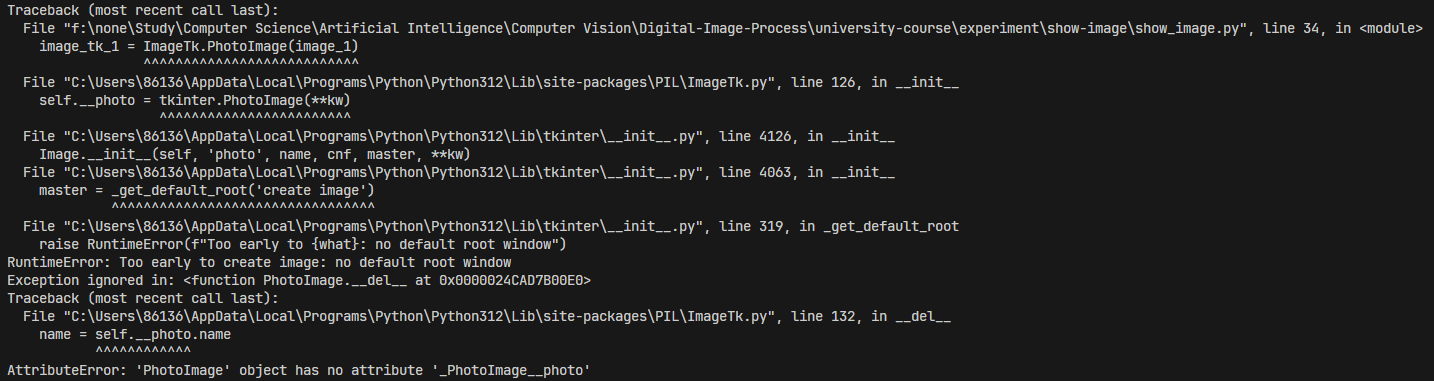 Traceback (most recent call last):
  File "f:\none\Study\Computer Science\Artificial Intelligence\Computer Vision\Digital-Image-Process\university-course\experiment\show-image\show_image.py", line 34, in <module>
    image_tk_1 = ImageTk.PhotoImage(image_1)
                 ^^^^^^^^^^^^^^^^^^^^^^^^^^^
  File "C:\Users\86136\AppData\Local\Programs\Python\Python312\Lib\site-packages\PIL\ImageTk.py", line 126, in __init__
    self.__photo = tkinter.PhotoImage(**kw)
                   ^^^^^^^^^^^^^^^^^^^^^^^^
  File "C:\Users\86136\AppData\Local\Programs\Python\Python312\Lib\tkinter\__init__.py", line 4126, in __init__
    Image.__init__(self, 'photo', name, cnf, master, **kw)
  File "C:\Users\86136\AppData\Local\Programs\Python\Python312\Lib\tkinter\__init__.py", line 4063, in __init__
    master = _get_default_root('create image')
             ^^^^^^^^^^^^^^^^^^^^^^^^^^^^^^^^^
  File "C:\Users\86136\AppData\Local\Programs\Python\Python312\Lib\tkinter\__init__.py", line 319, in _get_default_root
    raise RuntimeError(f"Too early to {what}: no default root window")
RuntimeError: Too early to create image: no default root window
Exception ignored in: <function PhotoImage.__del__ at 0x0000024CAD7B00E0>
Traceback (most recent call last):
  File "C:\Users\86136\AppData\Local\Programs\Python\Python312\Lib\site-packages\PIL\ImageTk.py", line 132, in __del__
    name = self.__photo.name
           ^^^^^^^^^^^^
AttributeError: 'PhotoImage' object has no attribute '_PhotoImage__photo'